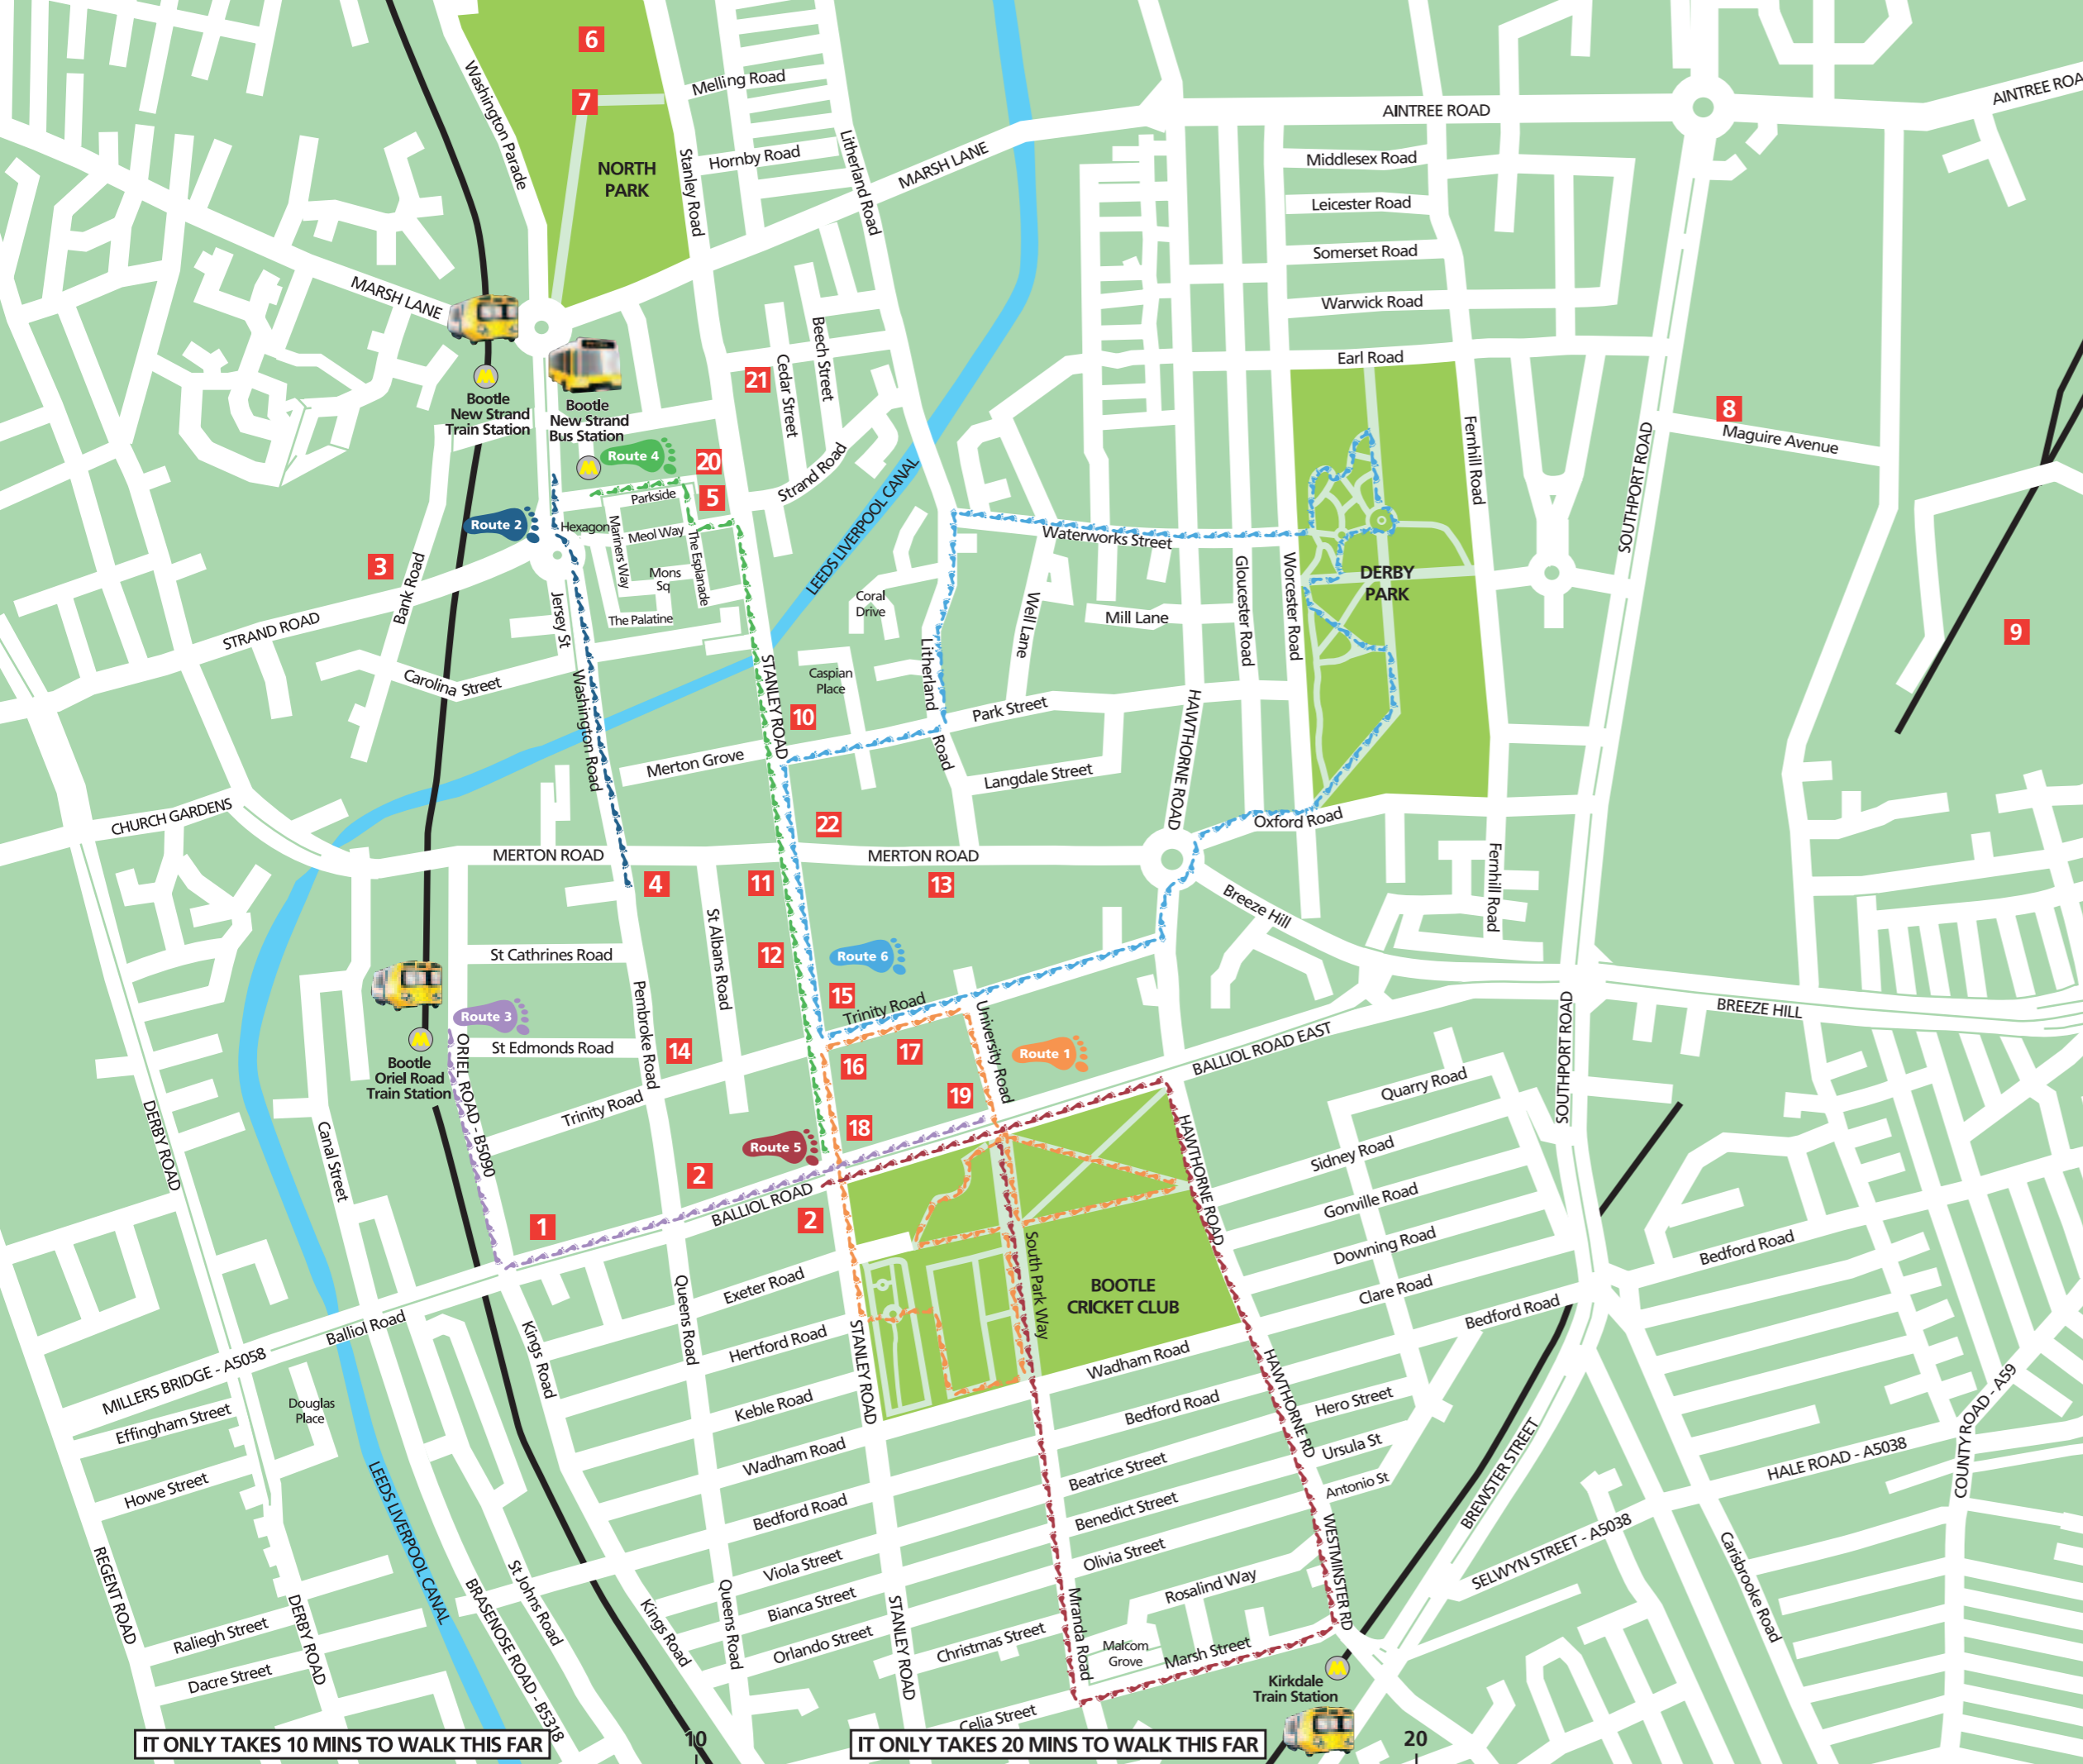 6
Washington Parade
7
Melling Road
NORTH
PARK
Stanley Road
Hornby Road
Litherland Road
MARSH LANE
AINTREE ROAD
AINTREE ROA
Middlesex Road
Leicester Road
Somerset Road
Warwick Road
Earl Road
MARSH LANE
Bootle
New Strand
Train Station
Bootle
New Strand
Bus Station
21
Cedar Street
Beech Street
Strand Road
Route 4
20
5
Parkside
Route 2
Hexagon
Mariners Way
Meol Way
The Esplanade
Mons
Sq
The Palatine
3
Bank Road
STRAND ROAD
Jersey St
Carolina Street
Washington Road
LEEDS LIVERPOOL CANAL
Coral
Drive
Caspian
Place
STANLEY ROAD
10
Litherland
Road
Waterworks Street
Well Lane
Mill Lane
Gloucester Road
Worcester Road
DERBY
PARK
Fernhill Road
SOUTHPORT ROAD
8
Maguire Avenue
9
Park Street
Merton Grove
Langdale Street
HAWTHORNE ROAD
Oxford Road
Fernhill Road
CHURCH GARDENS
22
MERTON ROAD
MERTON ROAD
4
11
13
Breeze Hill
St Albans Road
St Cathrines Road
12
Route 6
15
Trinity Road
University Road
BREEZE HILL
SOUTHPORT ROAD
Route 3
Pembroke Road
St Edmonds Road
14
16
17
Route 1
BALLIOL ROAD EAST
Bootle
Oriel Road
Train Station
ORIEL ROAD - B5090
Trinity Road
19
18
Quarry Road
DERBY ROAD
Canal Street
Route 5
2
BALLIOL ROAD
2
1
HAWTHORNE ROAD
Sidney Road
Gonville Road
Downing Road
Clare Road
Bedford Road
Bedford Road
South Park Way
BOOTLE
CRICKET CLUB
Exeter Road
Queens Road
Hertford Road
STANLEY ROAD
Wadham Road
Balliol Road
MILLERS BRIDGE - A5058
Kings Road
Effingham Street
Douglas
Place
Keble Road
HAWTHORNE RD
Hero Street
Bedford Road
Ursula St
Wadham Road
Beatrice Street
Antonio St
Howe Street
LEEDS LIVERPOOL CANAL
Bedford Road
Benedict Street
WESTMINSTER RD
BREWSTER STREET
HALE ROAD - A5038
COUNTY ROAD - A59
SELWYN STREET - A5038
Carisbrooke Road
REGENT ROAD
Viola Street
Olivia Street
Rosalind Way
Bianca Street
Mranda Road
St Johns Road
BRASENOSE ROAD - B5318
DERBY ROAD
Kings Road
Queens Road
Orlando Street
STANLEY ROAD
Christmas Street
Malcom
Grove
Marsh Street
Raliegh Street
Dacre Street
Celia Street
Kirkdale
Train Station
IT ONLY TAKES 10 MINS TO WALK THIS FAR
10
IT ONLY TAKES 20 MINS TO WALK THIS FAR
20